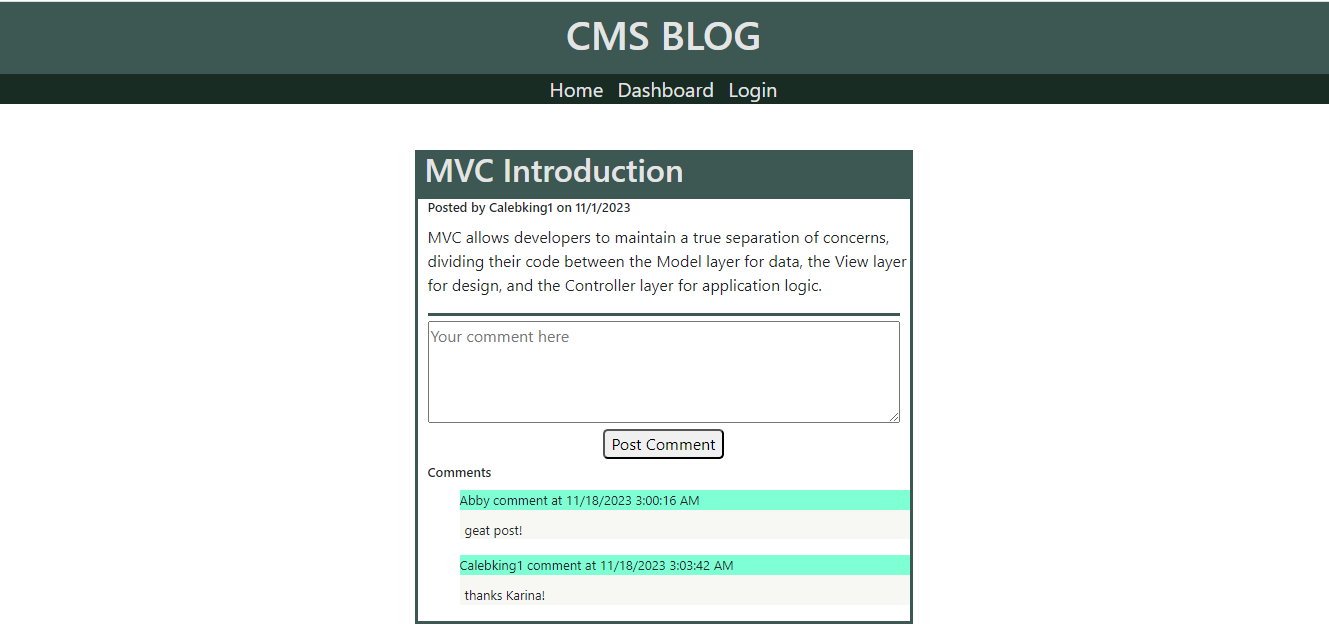 CMS BLOG
Home Dashboard Login
MVC Introduction
Posted by Calebking1 on 11/1/2023
MVC allows developers to maintain a true separation of concerns,
dividing their code between the Model layer for data, the View layer
for design, and the Controller layer for application logic.
Your comment here
Post Comment
Comments
Abby comment at 11/18/2023 3:00:16 AM
geat post!
Calebking1 comment at 11/18/2023 3:03:42 AM
thanks Karina!